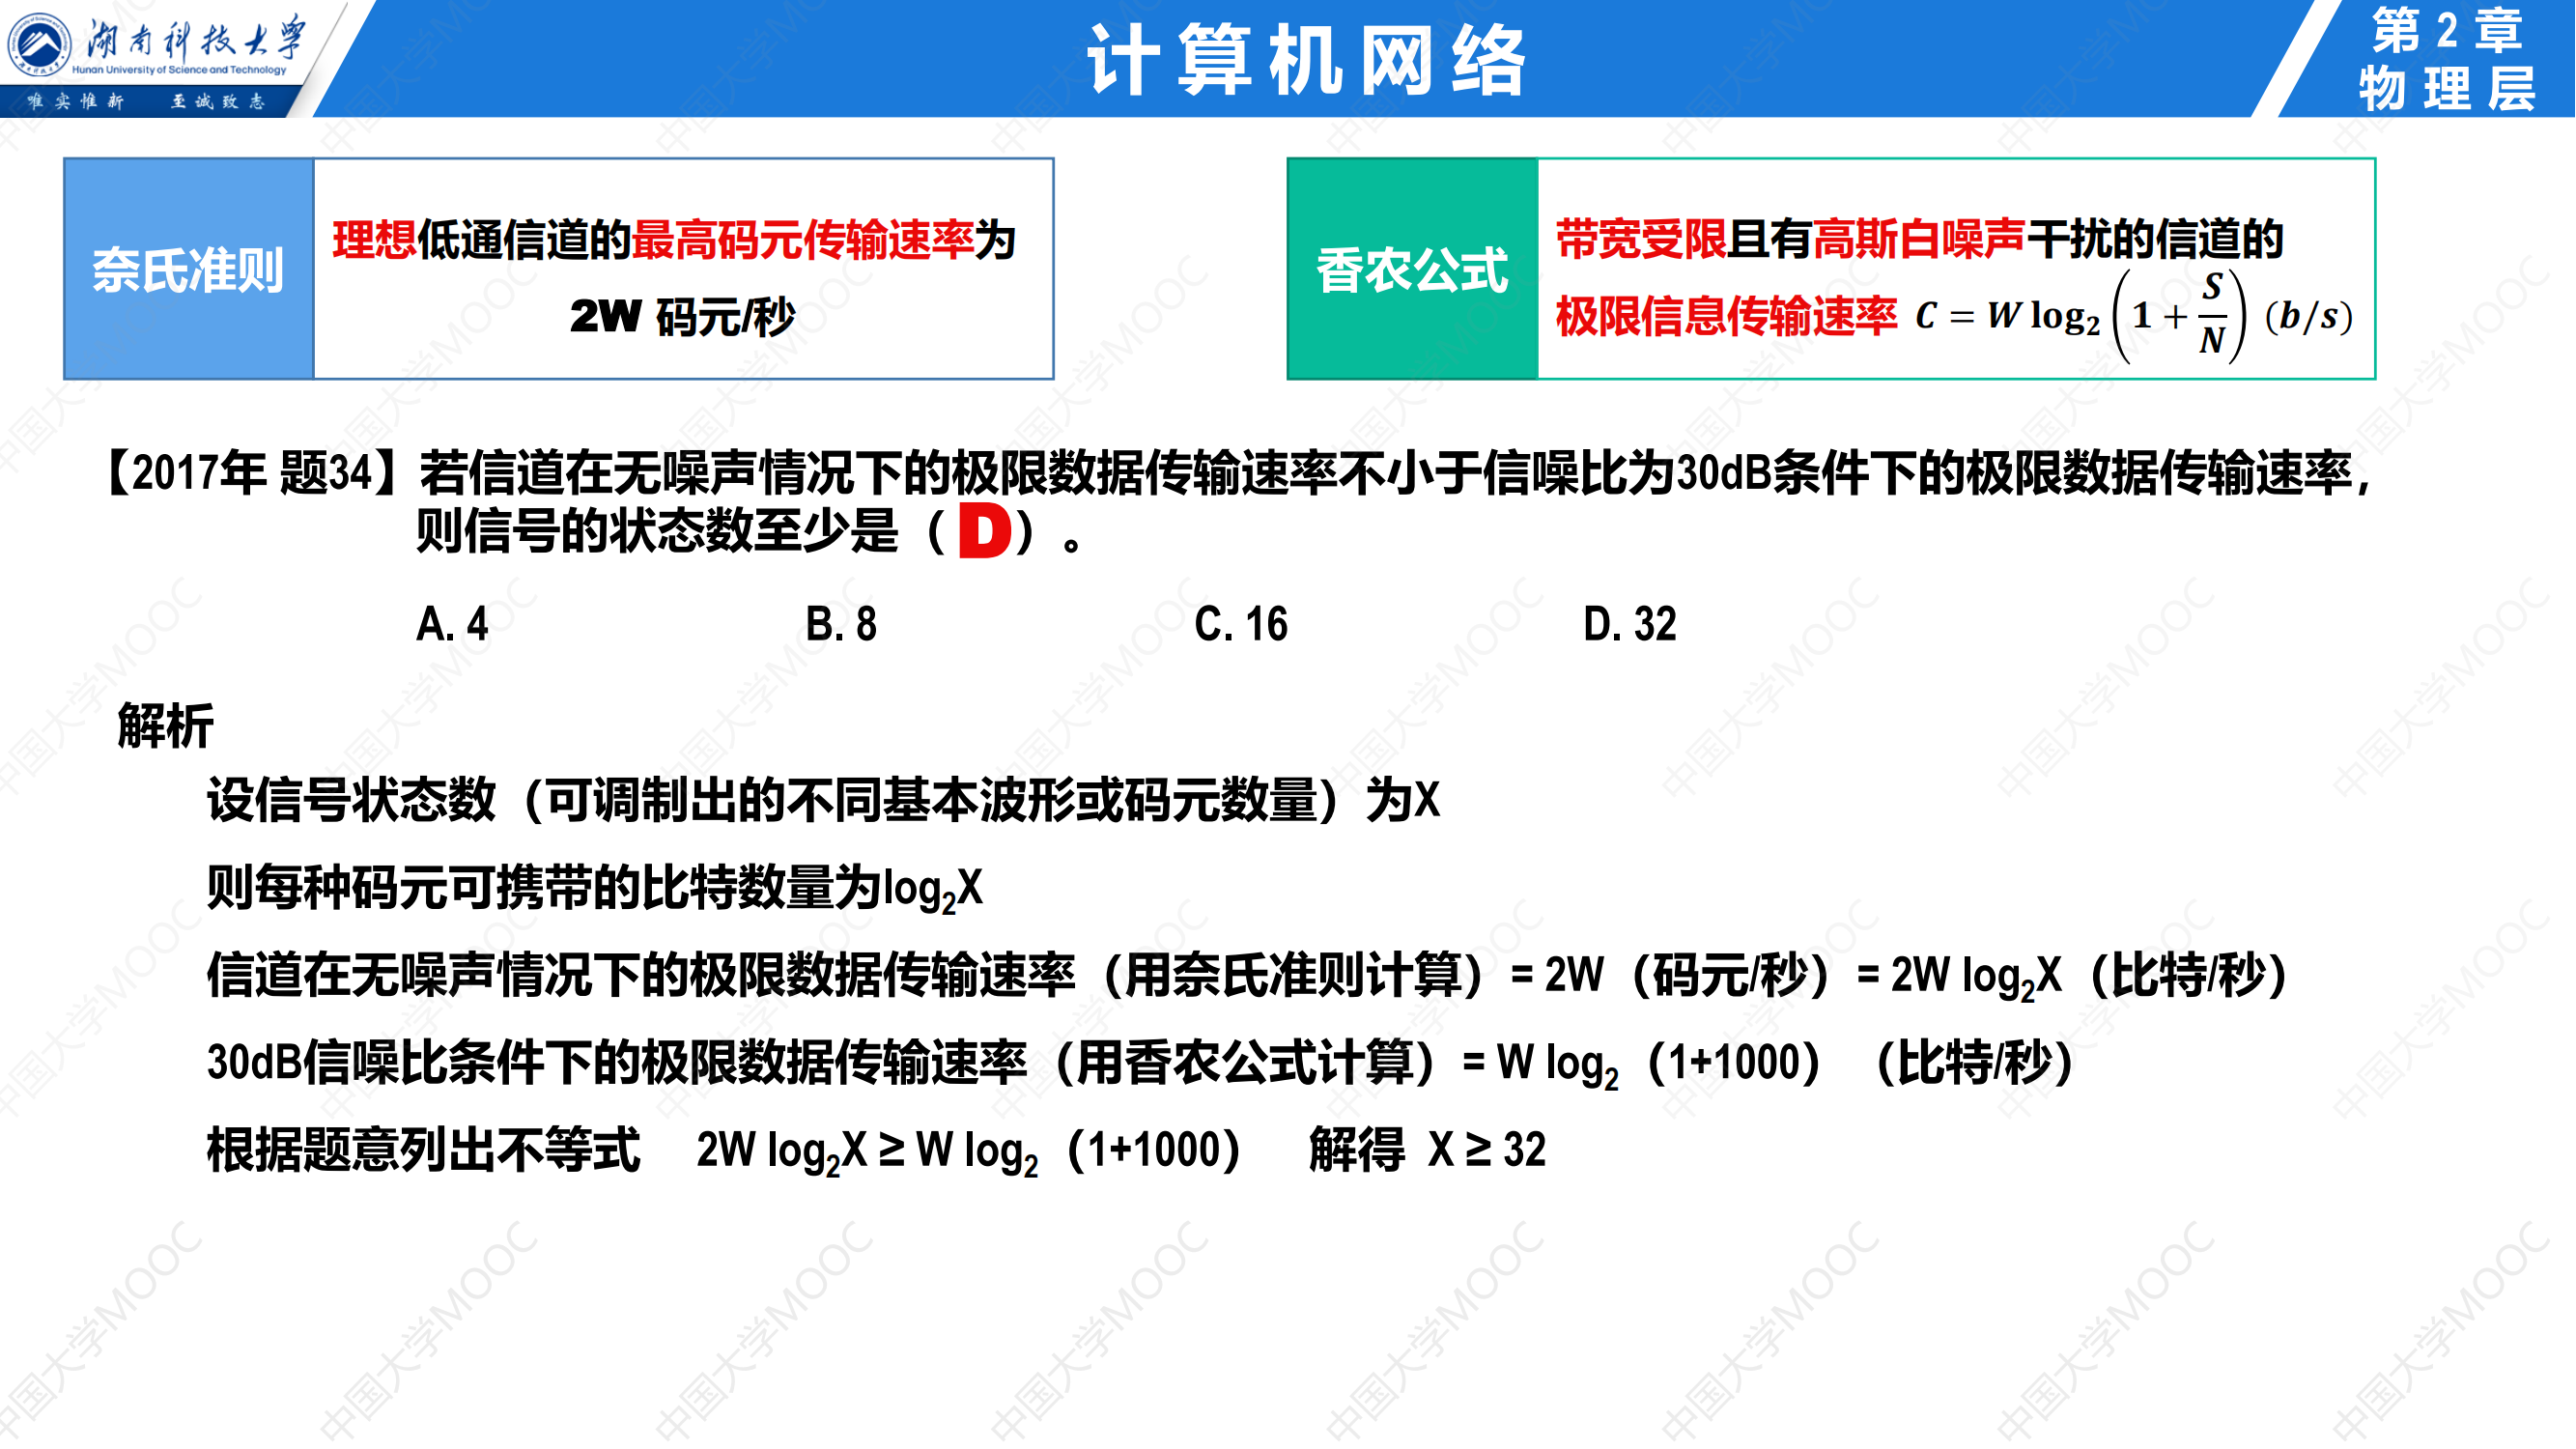 湖南科技大学
Hunan University of Science and Technology
唯实惟新 至诚致志
计算机网络
第2章
物理层
奈氏准则
理想低通信道的最高码元传输速率为
2W 码元/秒
香农公式
带宽受限且有高斯白噪声干扰的信道的
极限信息传输速率 C = W log₂(1 + S/N) (b/s)
【2017年 题34】若信道在无噪声情况下的极限数据传输速率不小于信噪比为30dB条件下的极限数据传输速率，
则信号的状态数至少是（ D ）。
A. 4 B. 8 C. 16 D. 32
解析
设信号状态数（可调制出的不同基本波形或码元数量）为X
则每种码元可携带的比特数量为log₂X
信道在无噪声情况下的极限数据传输速率（用奈氏准则计算）= 2W（码元/秒）= 2W log₂X（比特/秒）
30dB信噪比条件下的极限数据传输速率（用香农公式计算）= W log₂（1+1000）（比特/秒）
根据题意列出不等式 2W log₂X ≥ W log₂（1+1000） 解得 X ≥ 32
中国大学MOOC